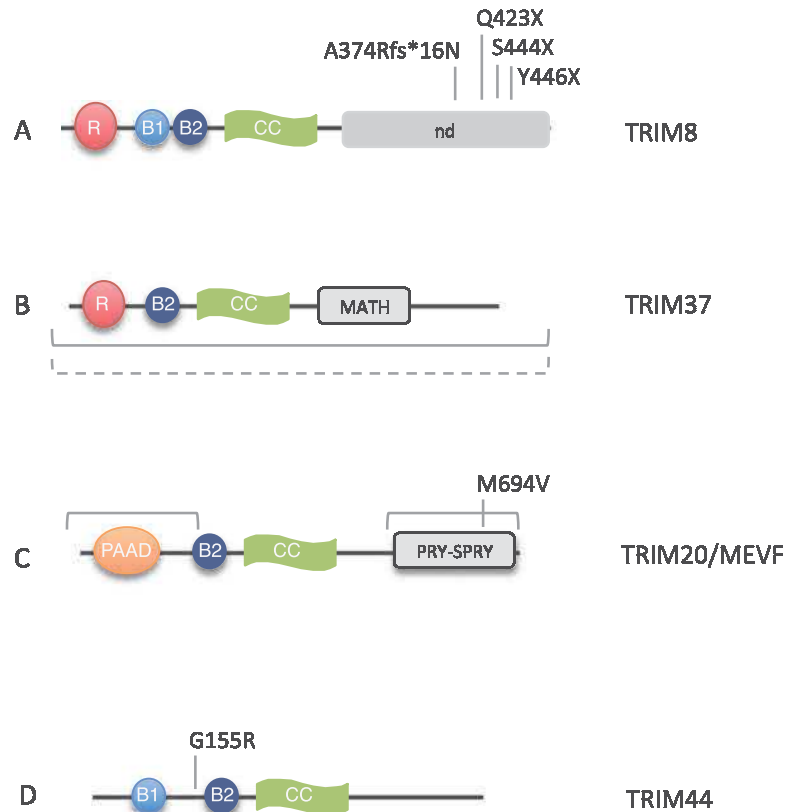 Q423X
A374Rfs*16N
S444X
Y446X
A
R
B1
B2
CC
nd
TRIM8
B
R
B2
CC
MATH
TRIM37
M694V
C
PAAD
B2
CC
PRY-SPRY
TRIM20/MEVF
G155R
D
B1
B2
CC
TRIM44